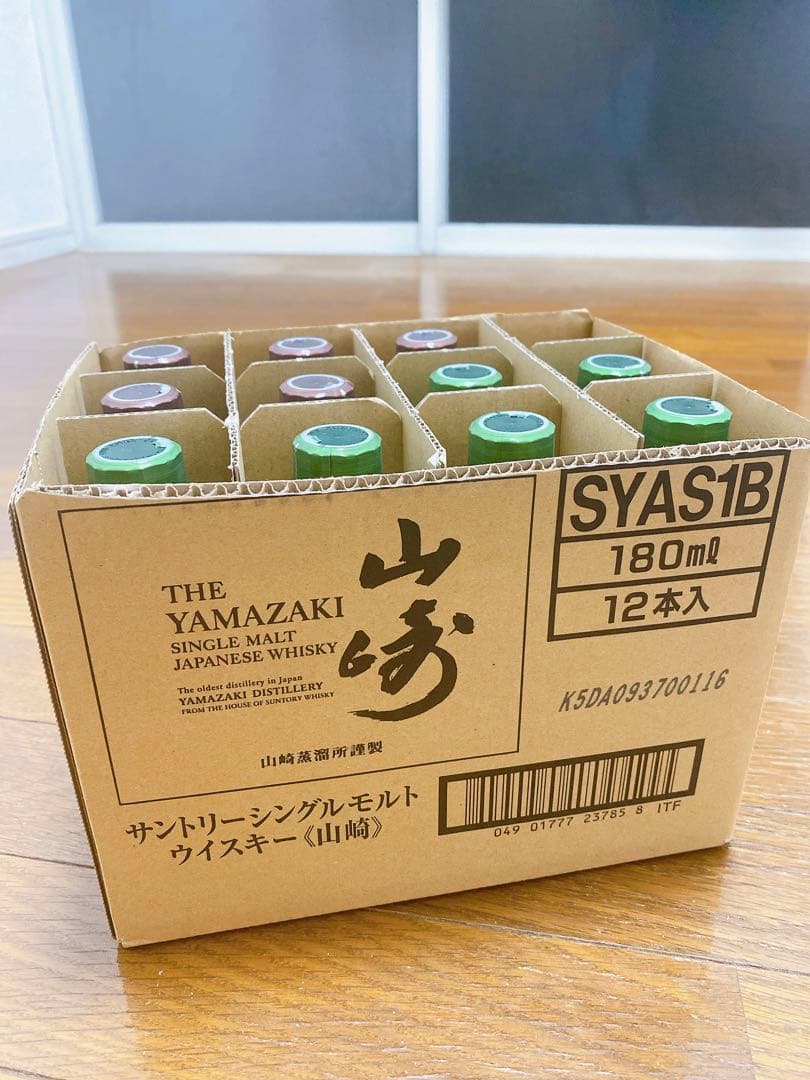 THE
YAMAZAKI
SINGLE MALT
JAPANESE WHISKY
The oldest distillery in Japan
YAMAZAKI DISTILLERY
FROM THE HOUSE OF SUNTORY WHISKY
山崎
山崎蒸溜所謹製
サントリーシングルモルト
ウイスキー《山崎》
SYAS1B
180mℓ
12本入
K5DA093700116
049 01777 23785 8 ITF